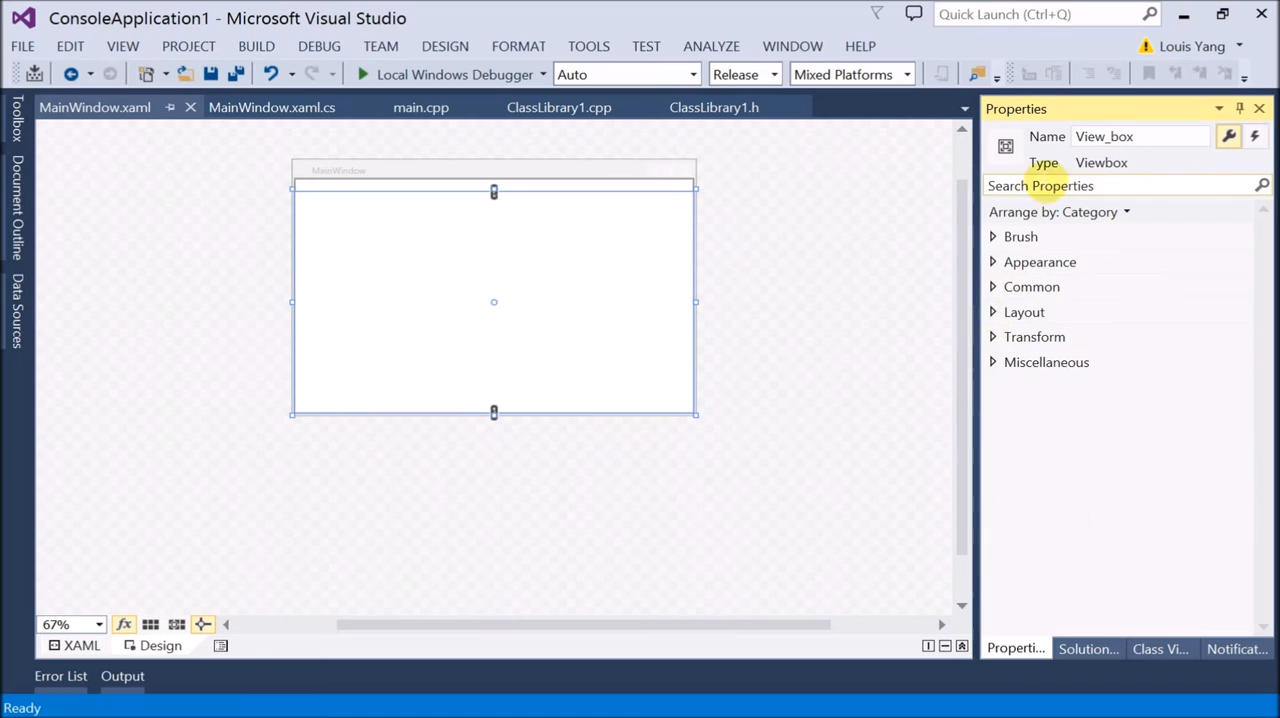 ConsoleApplication1 - Microsoft Visual Studio
Quick Launch (Ctrl+Q)
FILE EDIT VIEW PROJECT BUILD DEBUG TEAM DESIGN FORMAT TOOLS TEST ANALYZE WINDOW HELP
Louis Yang
Local Windows Debugger
Auto
Release
Mixed Platforms
MainWindow.xaml
MainWindow.xaml.cs
main.cpp
ClassLibrary1.cpp
ClassLibrary1.h
Toolbox
Document Outline
Data Sources
MainWindow
Properties
Name View_box
Type Viewbox
Search Properties
Arrange by: Category
Brush
Appearance
Common
Layout
Transform
Miscellaneous
67%
fx
XAML
Design
Properti...
Solution...
Class Vi...
Notificat...
Error List
Output
Ready